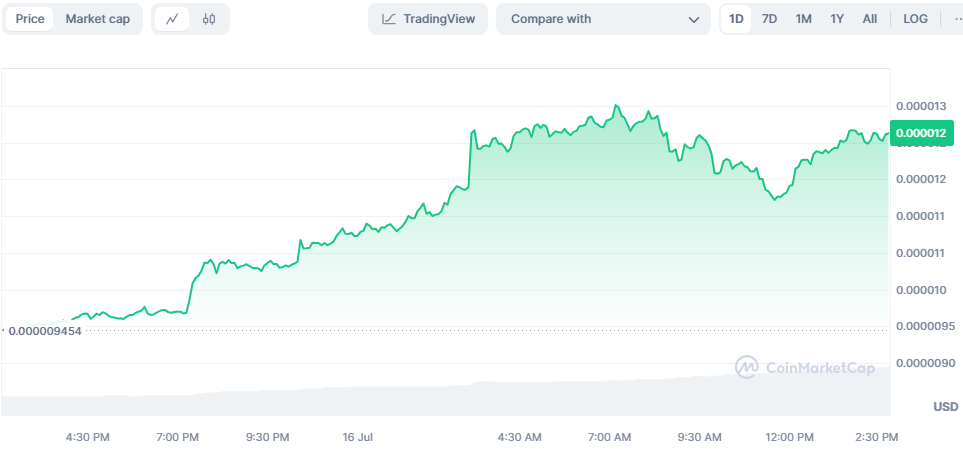 Price Market cap TradingView Compare with 1D 7D 1M 1Y All LOG ...
0.000013
0.000012
0.000012
0.000012
0.000011
0.000011
0.000010
0.0000095
0.000009454
0.0000090
CoinMarketCap
USD
4:30 PM 7:00 PM 9:30 PM 16 Jul 4:30 AM 7:00 AM 9:30 AM 12:00 PM 2:30 PM